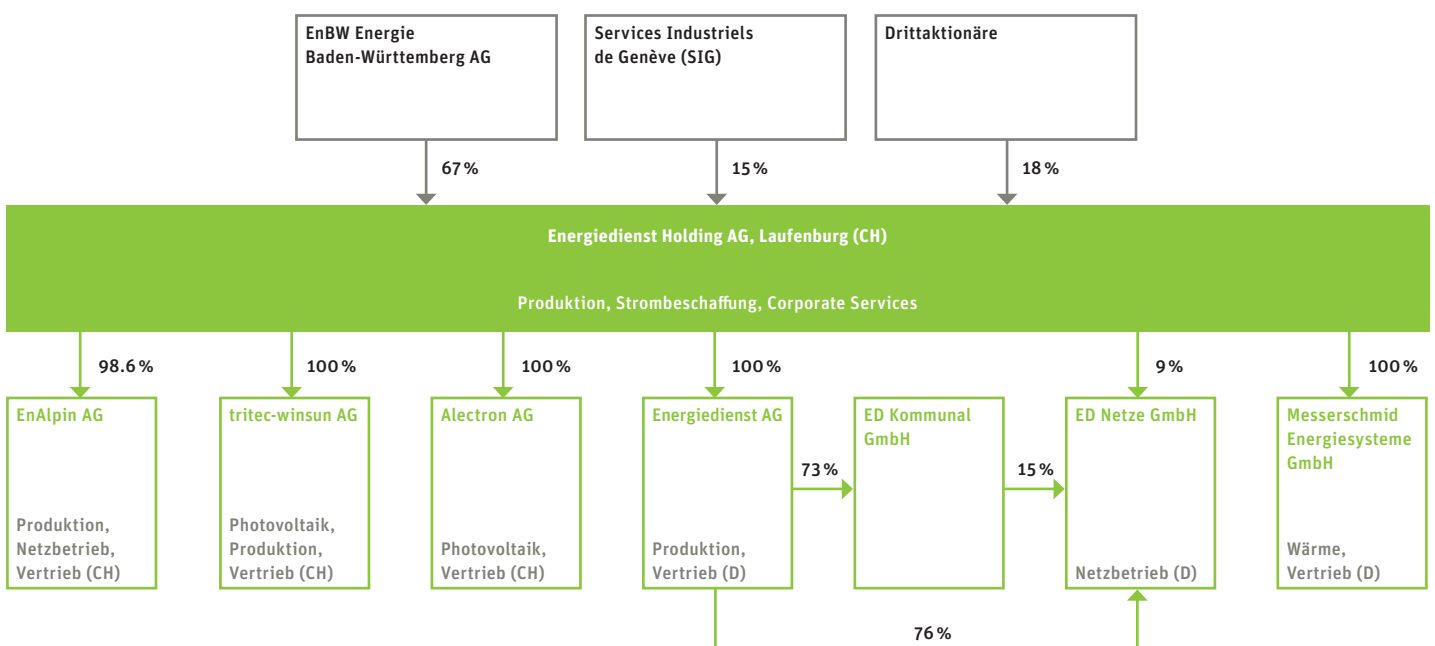 EnBW Energie
Baden-Württemberg AG
Services Industriels
de Genève (SIG)
Drittaktionäre
67 %
15 %
18 %
Energiedienst Holding AG, Laufenburg (CH)
Produktion, Strombeschaffung, Corporate Services
98.6 %
100 %
100 %
100 %
9 %
100 %
EnAlpin AG
Produktion,
Netzbetrieb,
Vertrieb (CH)
tritec-winsun AG
Photovoltaik,
Produktion,
Vertrieb (CH)
Alectron AG
Photovoltaik,
Vertrieb (CH)
Energiedienst AG
Produktion,
Vertrieb (D)
73 %
ED Kommunal
GmbH
15 %
ED Netze GmbH
Netzbetrieb (D)
Messerschmid
Energiesysteme
GmbH
Wärme,
Vertrieb (D)
76 %